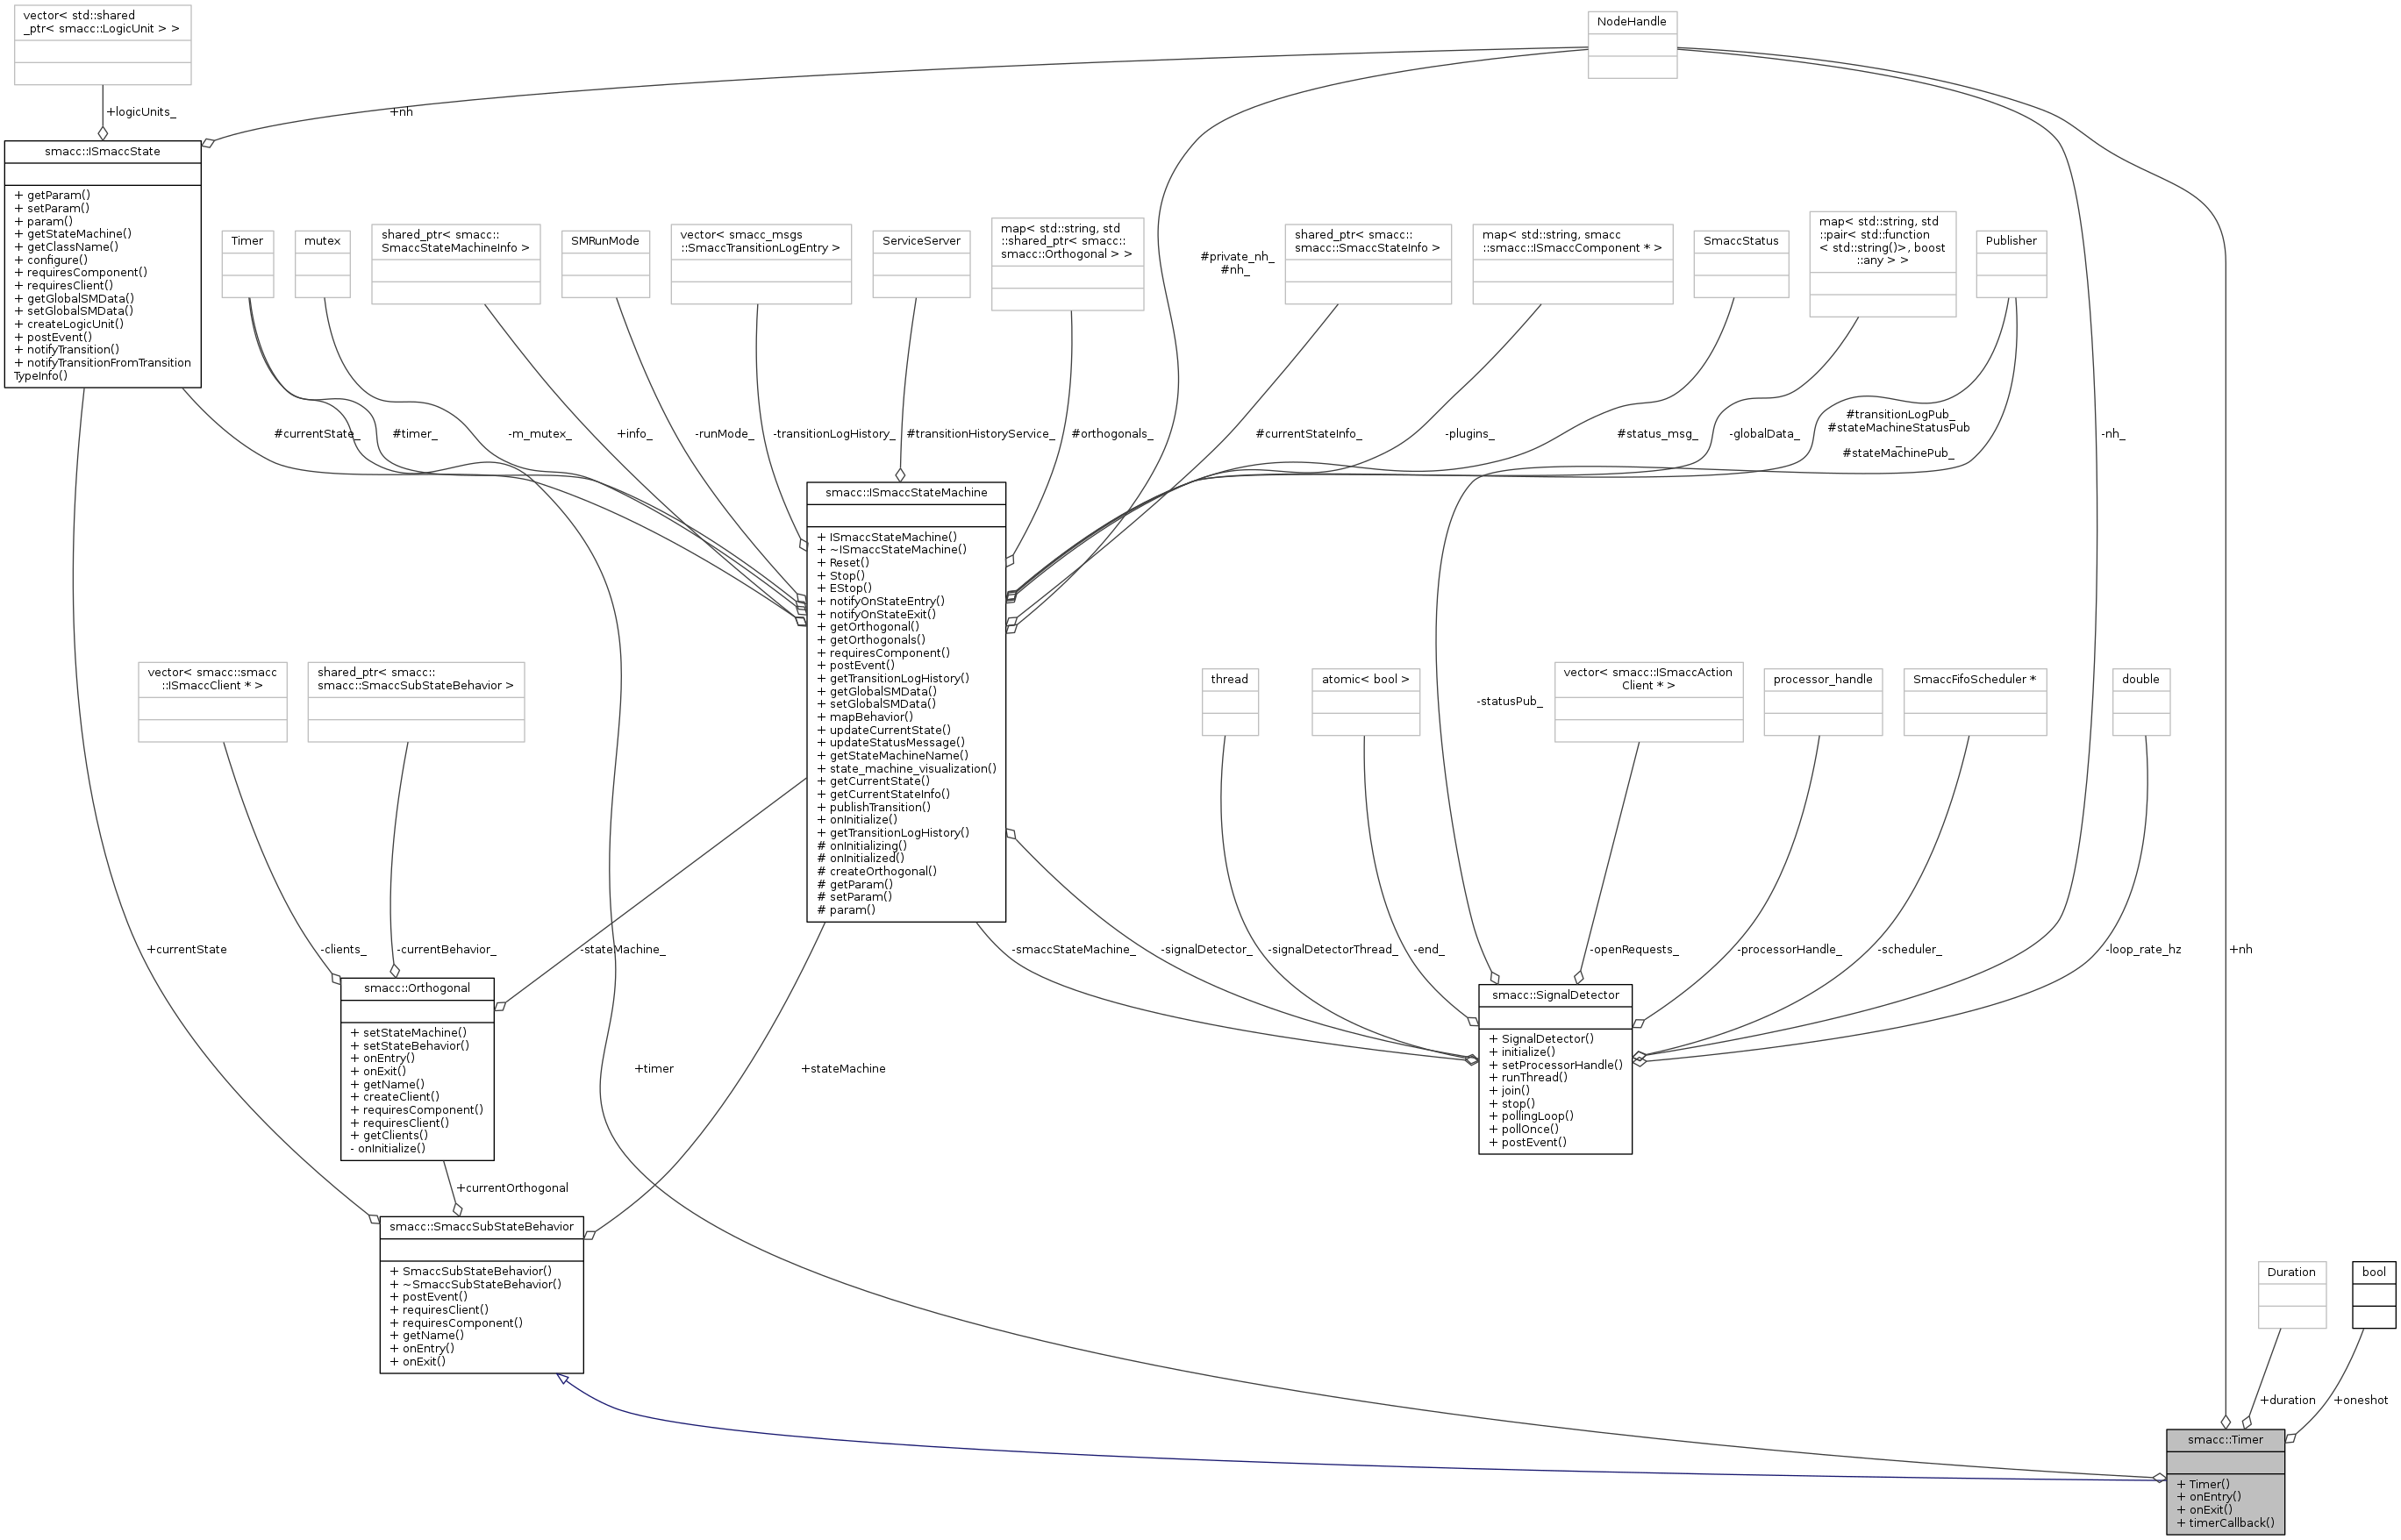 vector< std::shared
_ptr< smacc::LogicUnit > >
NodeHandle
+logicUnits_
+nh
smacc::ISmaccState
+ getParam()
+ setParam()
+ param()
+ getStateMachine()
+ getClassName()
+ configure()
+ requiresComponent()
+ requiresClient()
+ getGlobalSMData()
+ setGlobalSMData()
+ createLogicUnit()
+ postEvent()
+ notifyTransition()
+ notifyTransitionFromTransition
TypeInfo()
Timer
mutex
shared_ptr< smacc::
SmaccStateMachineInfo >
SMRunMode
vector< smacc_msgs
::SmaccTransitionLogEntry >
ServiceServer
map< std::string, std
::shared_ptr< smacc::
smacc::Orthogonal > >
#private_nh_
#nh_
shared_ptr< smacc::
smacc::SmaccStateInfo >
map< std::string, smacc
::smacc::ISmaccComponent * >
SmaccStatus
map< std::string, std
::pair< std::function
< std::string()>, boost
::any > >
Publisher
#currentState_
#timer_
-m_mutex_
+info_
-runMode_
-transitionLogHistory_
#transitionHistoryService_
#orthogonals_
#currentStateInfo_
-plugins_
#status_msg_
-globalData_
#transitionLogPub_
#stateMachineStatusPub
_
#stateMachinePub_
-nh_
smacc::ISmaccStateMachine
+ ISmaccStateMachine()
+ ~ISmaccStateMachine()
+ Reset()
+ Stop()
+ EStop()
+ notifyOnStateEntry()
+ notifyOnStateExit()
+ getOrthogonal()
+ getOrthogonals()
+ requiresComponent()
+ postEvent()
+ getTransitionLogHistory()
+ getGlobalSMData()
+ setGlobalSMData()
+ mapBehavior()
+ updateCurrentState()
+ updateStatusMessage()
+ getStateMachineName()
+ state_machine_visualization()
+ getCurrentState()
+ getCurrentStateInfo()
+ publishTransition()
+ onInitialize()
+ getTransitionLogHistory()
# onInitializing()
# onInitialized()
# createOrthogonal()
# getParam()
# setParam()
# param()
vector< smacc::smacc
::ISmaccClient * >
shared_ptr< smacc::
smacc::SmaccSubStateBehavior >
thread
atomic< bool >
-statusPub_
vector< smacc::ISmaccAction
Client * >
processor_handle
SmaccFifoScheduler *
double
+currentState
-clients_
-currentBehavior_
-stateMachine_
-smaccStateMachine_
-signalDetector_
-signalDetectorThread_
-end_
-openRequests_
-processorHandle_
-scheduler_
-loop_rate_hz
+nh
smacc::Orthogonal
+ setStateMachine()
+ setStateBehavior()
+ onEntry()
+ onExit()
+ getName()
+ createClient()
+ requiresComponent()
+ requiresClient()
+ getClients()
- onInitialize()
+timer
+stateMachine
smacc::SignalDetector
+ SignalDetector()
+ initialize()
+ setProcessorHandle()
+ runThread()
+ join()
+ stop()
+ pollingLoop()
+ pollOnce()
+ postEvent()
+currentOrthogonal
smacc::SmaccSubStateBehavior
+ SmaccSubStateBehavior()
+ ~SmaccSubStateBehavior()
+ postEvent()
+ requiresClient()
+ requiresComponent()
+ getName()
+ onEntry()
+ onExit()
Duration
bool
+duration
+oneshot
smacc::Timer
+ Timer()
+ onEntry()
+ onExit()
+ timerCallback()